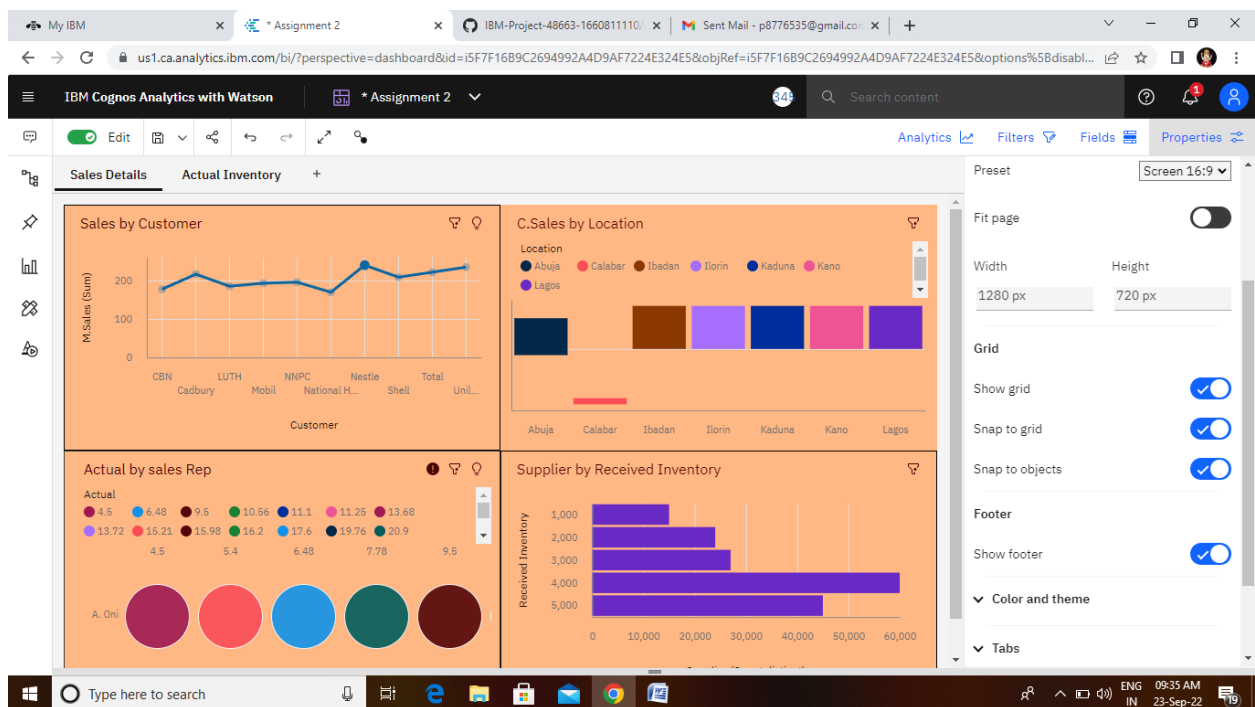 My IBM
* Assignment 2
IBM-Project-48663-1660811110/
Sent Mail - p8776535@gmail.com
us1.ca.analytics.ibm.com/bi/?perspective=dashboard&id=i5F7F16B9C2694992A4D9AF7224E324E5&objRef=i5F7F16B9C2694992A4D9AF7224E324E5&options%5Bdisabl...
IBM Cognos Analytics with Watson
* Assignment 2
Search content
1
Edit
Analytics
Filters
Fields
Properties
Sales Details
Actual Inventory
+
Sales by Customer
M.Sales (Sum)
200
100
0
CBN LUTH NNPC Nestle Total
Cadbury Mobil National H... Shell Unil...
Customer
C.Sales by Location
Location
Abuja Calabar Ibadan Ilorin Kaduna Kano
Lagos
Abuja Calabar Ibadan Ilorin Kaduna Kano Lagos
Actual by sales Rep
Actual
4.5 6.48 9.5 10.56 11.1 11.25 13.68
13.72 15.21 15.98 16.2 17.6 19.76 20.9
4.5 5.4 6.48 7.78 9.5
A. Oni
Supplier by Received Inventory
Received Inventory
1,000
2,000
3,000
4,000
5,000
0 10,000 20,000 30,000 40,000 50,000 60,000
Preset
Screen 16:9
Fit page
Width Height
1280 px 720 px
Grid
Show grid
Snap to grid
Snap to objects
Footer
Show footer
Color and theme
Tabs
Type here to search
ENG 09:35 AM
IN 23-Sep-22
19